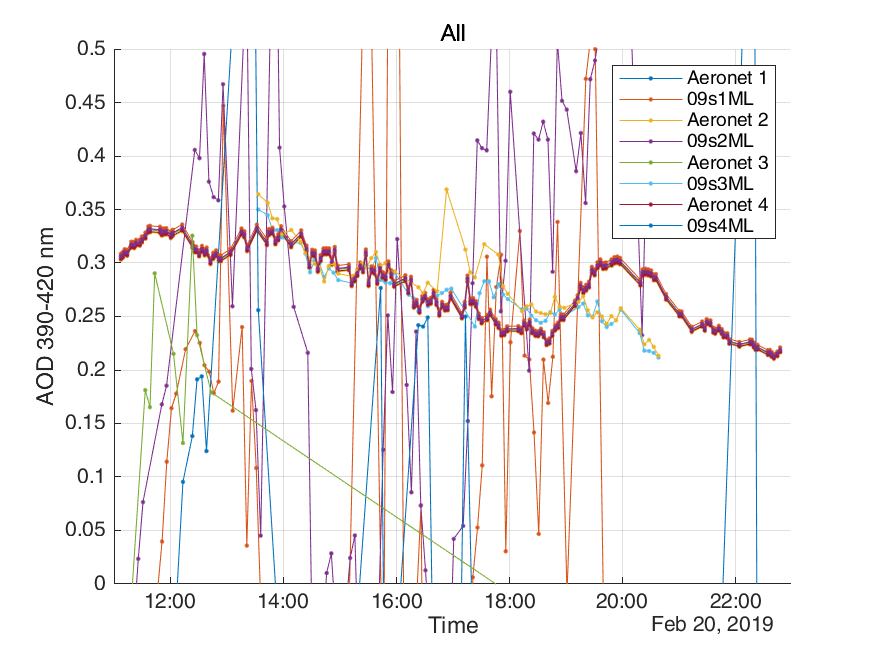 All
AOD 390-420 nm
0.5
0.45
0.4
0.35
0.3
0.25
0.2
0.15
0.1
0.05
0
Aeronet 1
09s1ML
Aeronet 2
09s2ML
Aeronet 3
09s3ML
Aeronet 4
09s4ML
12:00 14:00 16:00 18:00 20:00 22:00
Time
Feb 20, 2019